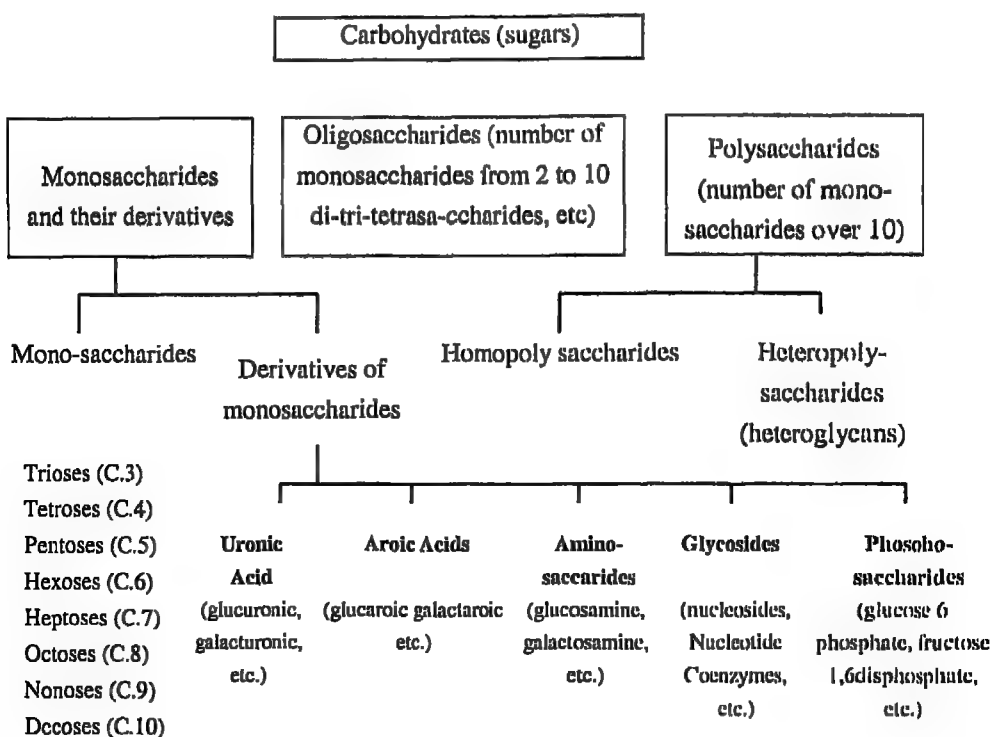 Carbohydrates (sugars)
Monosaccharides
and their derivatives
Oligosaccharides (number of
monosaccharides from 2 to 10
di-tri-tetrasa-ccharides, etc)
Polysaccharides
(number of mono-
saccharides over 10)
Mono-saccharides
Derivatives of
monosaccharides
Homopoly saccharides
Heteropoly-
saccharides
(heteroglycans)
Trioses (C.3)
Tetroses (C.4)
Pentoses (C.5)
Hexoses (C.6)
Heptoses (C.7)
Octoses (C.8)
Nonoses (C.9)
Decoses (C.10)
Uronic
Acid
(glucuronic,
galacturonic,
etc.)
Aroic Acids
(glucaroic galactaroic
etc.)
Amino-
saccarides
(glucosamine,
galactosamine,
etc.)
Glycosides
(nucleosides,
Nucleotide
Coenzymes,
etc.)
Phosoho-
saccharides
(glucose 6
phosphate, fructose
1,6disphosphate,
etc.)